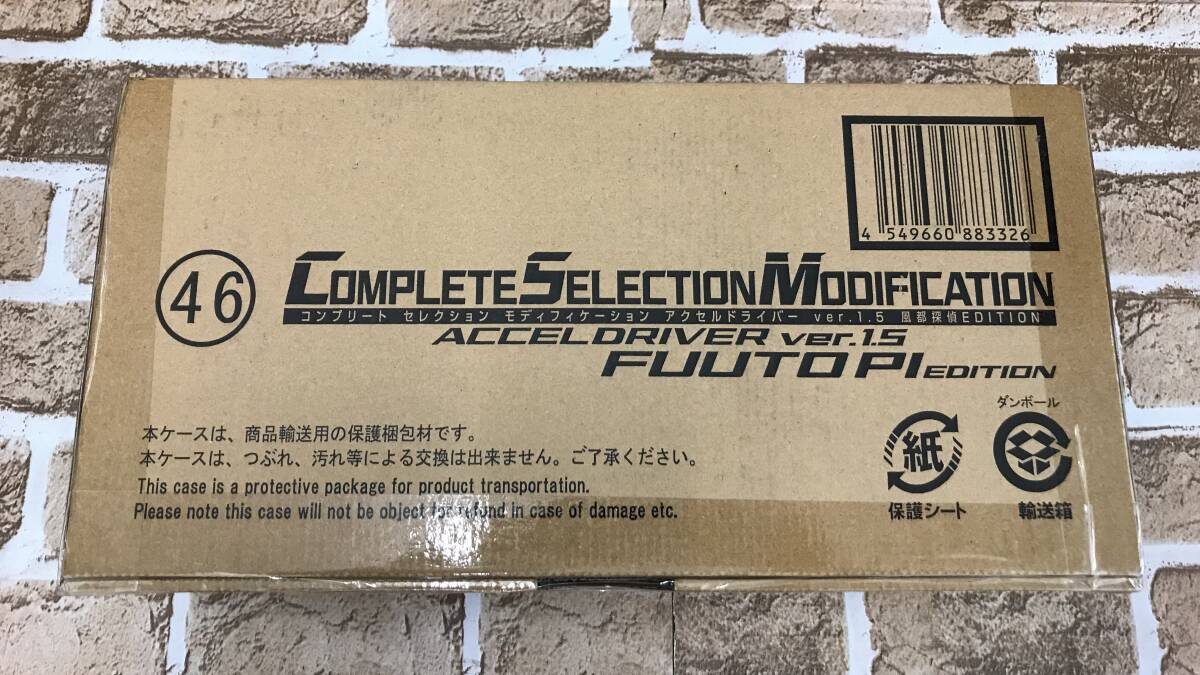 4 549660 883326
46
COMPLETE SELECTION MODIFICATION
コンプリート セレクション モディフィケーション アクセルドライバー ver.1.5 風都探偵EDITION
ACCELDRIVER ver.1.5
FUUTO PI EDITION
本ケースは、商品輸送用の保護梱包材です。
本ケースは、つぶれ、汚れ等による交換は出来ません。ご了承ください。
This case is a protective package for product transportation.
Please note this case will not be object for refund in case of damage etc.
紙
保護シート
ダンボール
輸送箱